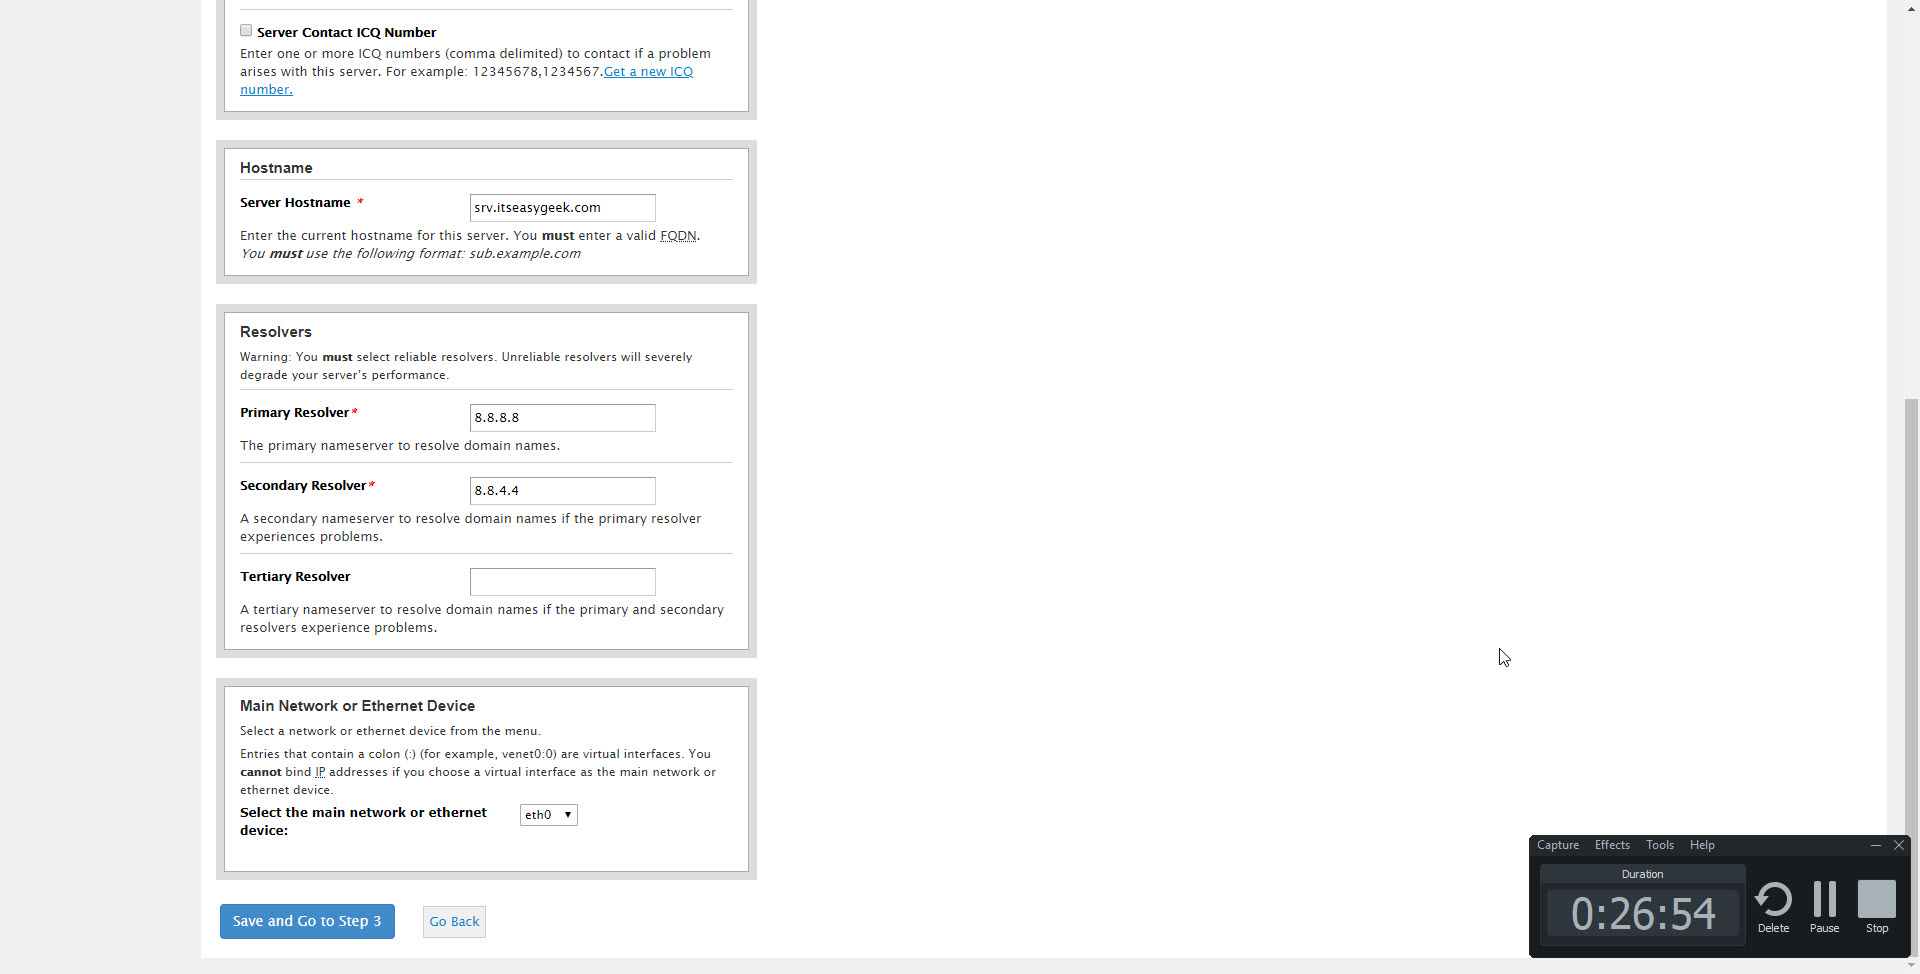 Server Contact ICQ Number
Enter one or more ICQ numbers (comma delimited) to contact if a problem
arises with this server. For example: 12345678,1234567.Get a new ICQ
number.
Hostname
Server Hostname *
srv.itseasygeek.com
Enter the current hostname for this server. You must enter a valid FQDN.
You must use the following format: sub.example.com
Resolvers
Warning: You must select reliable resolvers. Unreliable resolvers will severely
degrade your server's performance.
Primary Resolver*
8.8.8.8
The primary nameserver to resolve domain names.
Secondary Resolver*
8.8.4.4
A secondary nameserver to resolve domain names if the primary resolver
experiences problems.
Tertiary Resolver
A tertiary nameserver to resolve domain names if the primary and secondary
resolvers experience problems.
Main Network or Ethernet Device
Select a network or ethernet device from the menu.
Entries that contain a colon (:) (for example, venet0:0) are virtual interfaces. You
cannot bind IP addresses if you choose a virtual interface as the main network or
ethernet device.
Select the main network or ethernet
device:
eth0
Save and Go to Step 3
Go Back
Capture Effects Tools Help
Duration
0:26:54
Delete Pause Stop